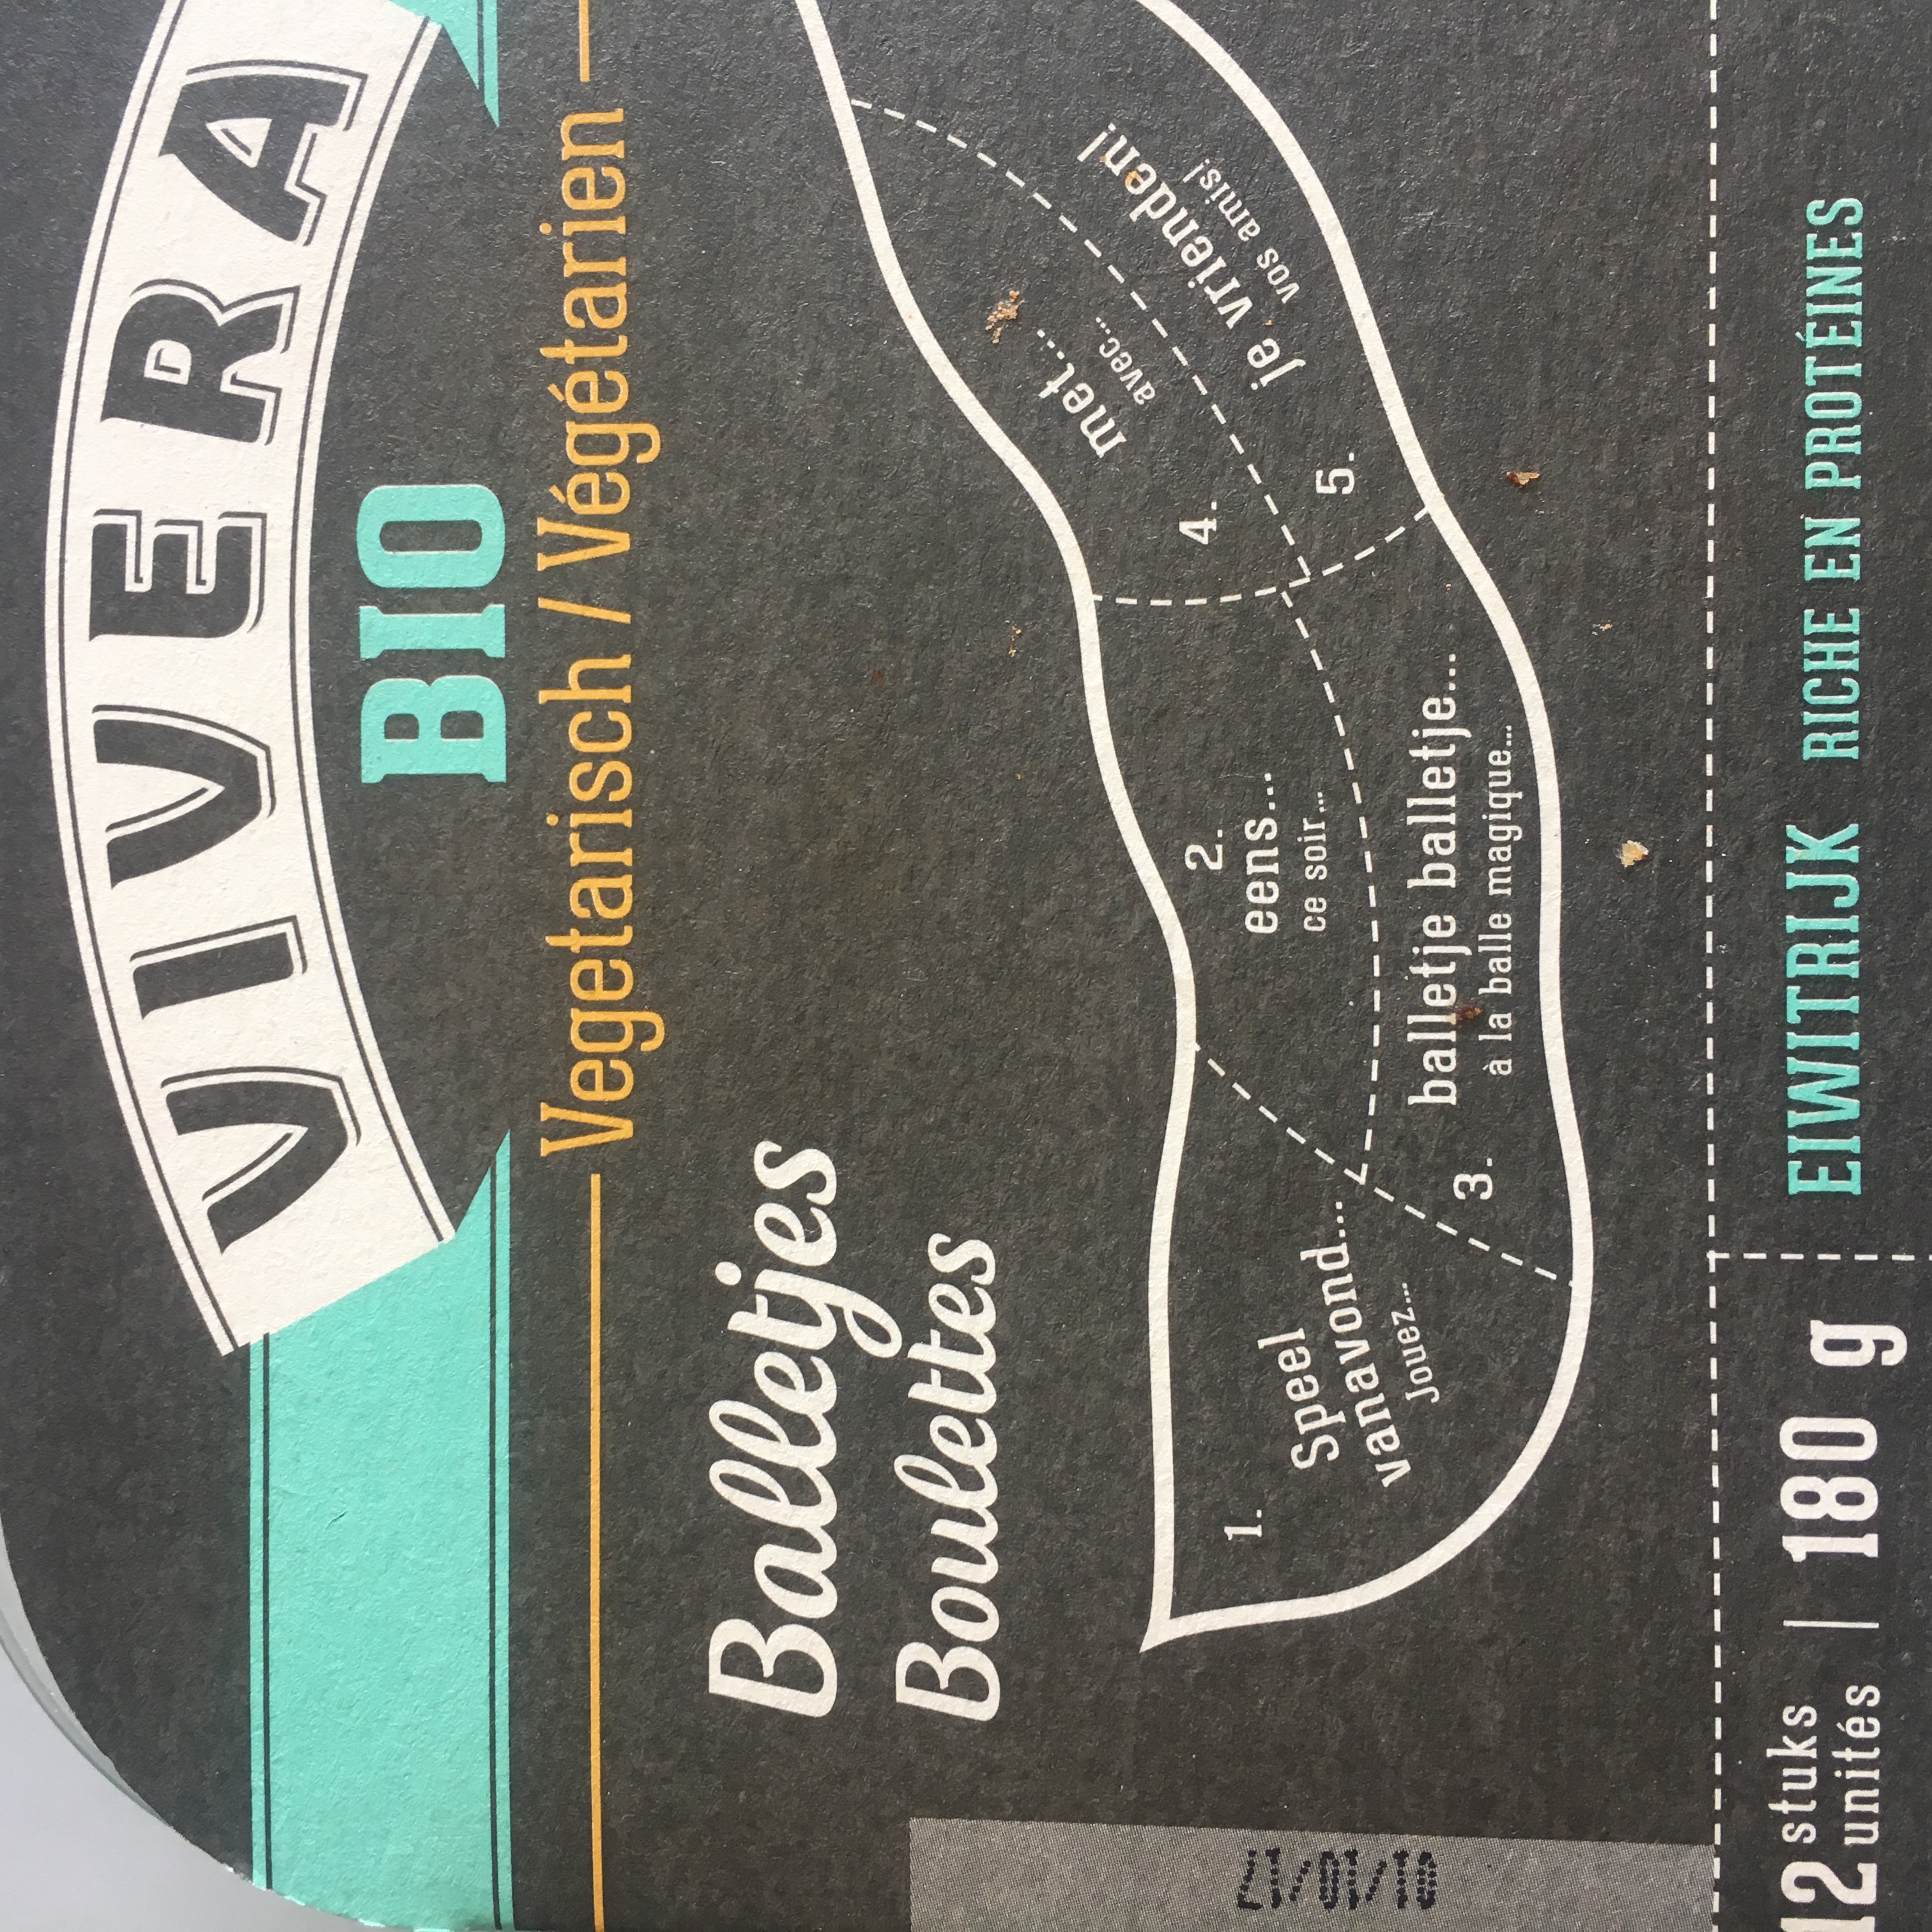 VIVERA
BIO
Vegetarisch / Végétarien
Balletjes
Boulettes
1.
Speel
vanavond...
Jouez...
2.
eens...
ce soir...
3.
balletje balletje...
à la balle magique...
4.
met...
avec...
5.
je vrienden!
vos amis!
01/01/17
12 stuks
unités
180 g
EIWITRIJK RICHE EN PROTÉINES